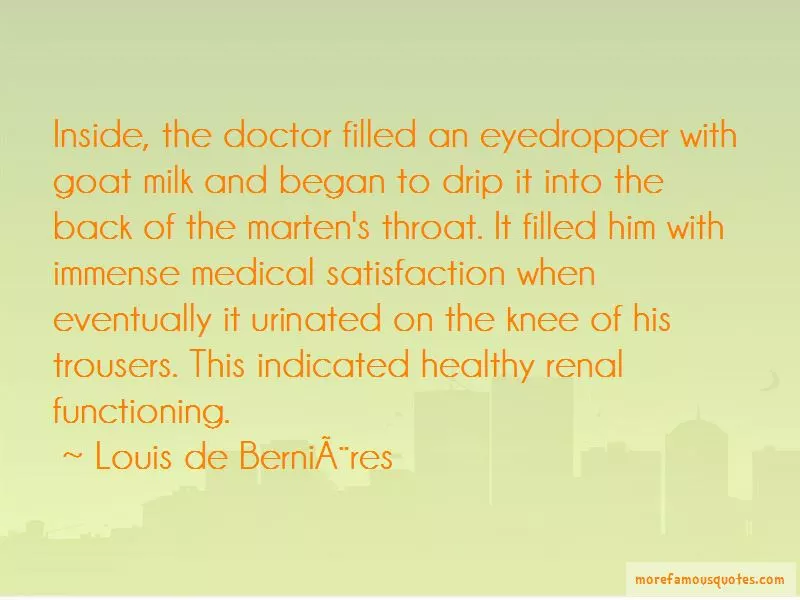 Inside, the doctor filled an eyedropper with
goat milk and began to drip it into the
back of the marten's throat. It filled him with
immense medical satisfaction when
eventually it urinated on the knee of his
trousers. This indicated healthy renal
functioning.
~ Louis de BerniÃ¨res
morefamousquotes.com